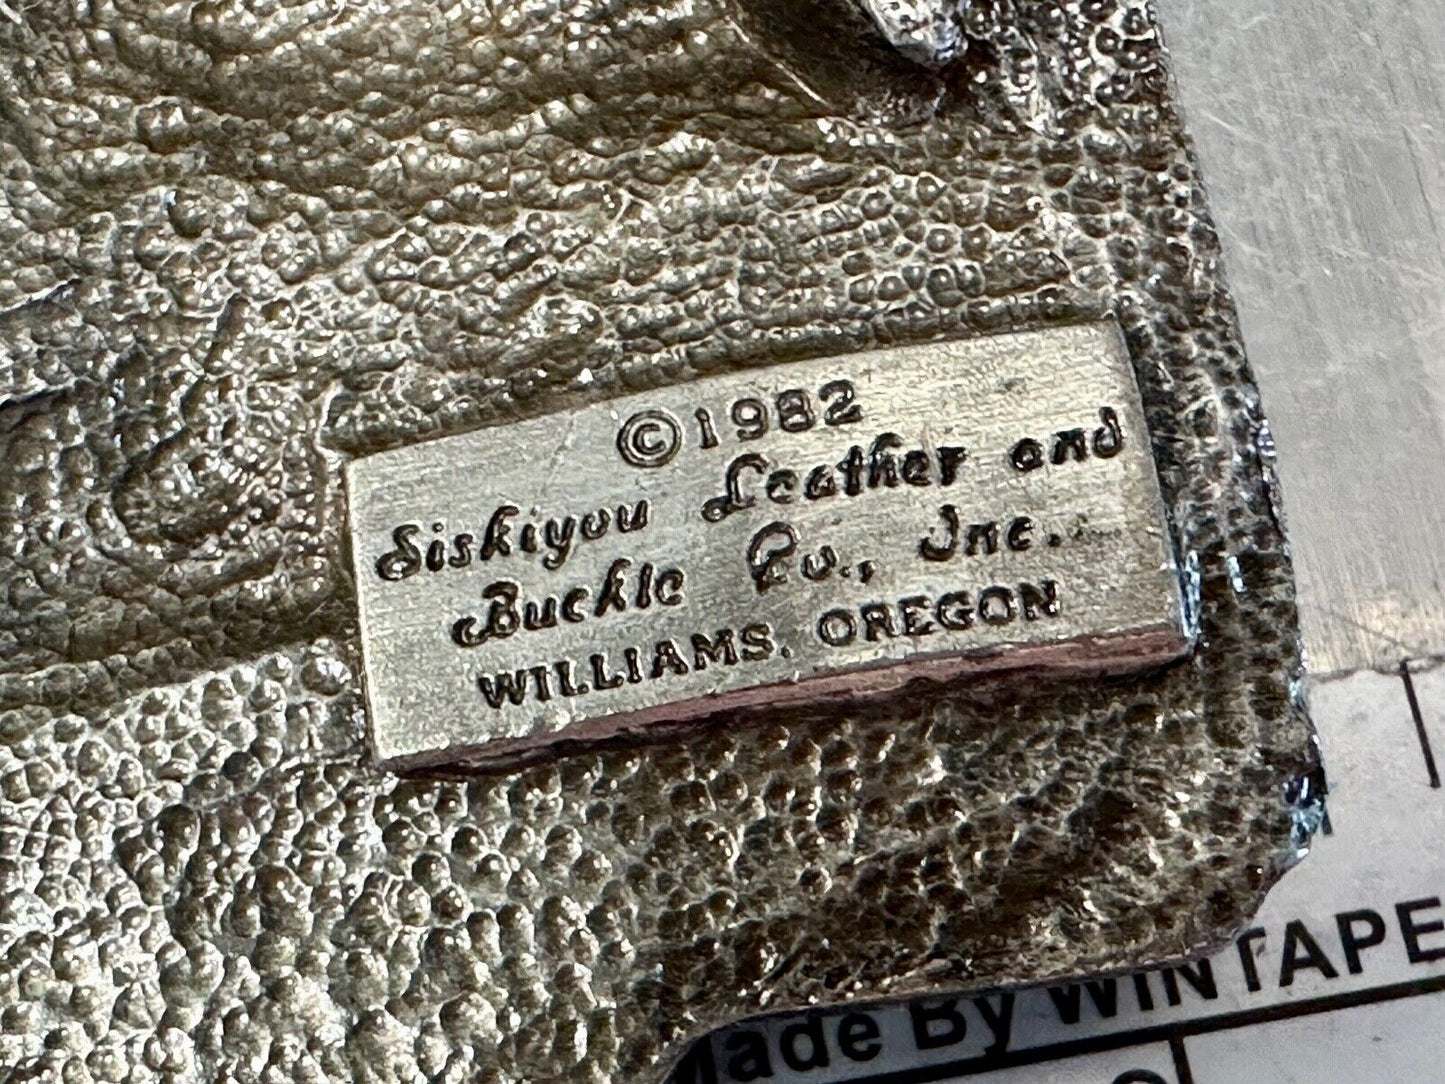 ©1982
Siskiyou Leather and
Buckle Co., Inc.
WILLIAMS, OREGON
Made By WINTAPE